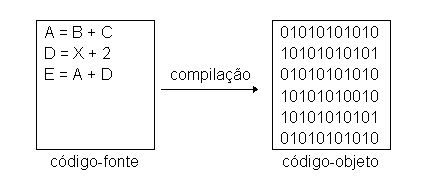 A = B + C
D = X + 2
E = A + D
compilação
01010101010
10101010101
01010101010
10101010010
10101010101
01010101010
código-fonte
código-objeto